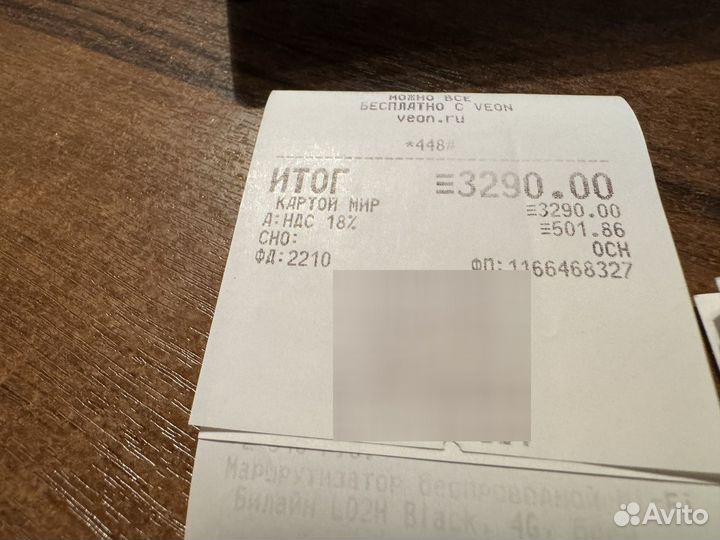 МОЖНО ВСЕ
БЕСПЛАТНО С VEON
veon.ru
*448#
ИТОГ ≡3290.00
КАРТОЙ МИР ≡3290.00
А:НДС 18% ≡501.86
СНО: ОСН
ФД:2210 ФП:1166468327
Маршрутизатор беспроводной
Билайн L02H Black, 4G,
Avito